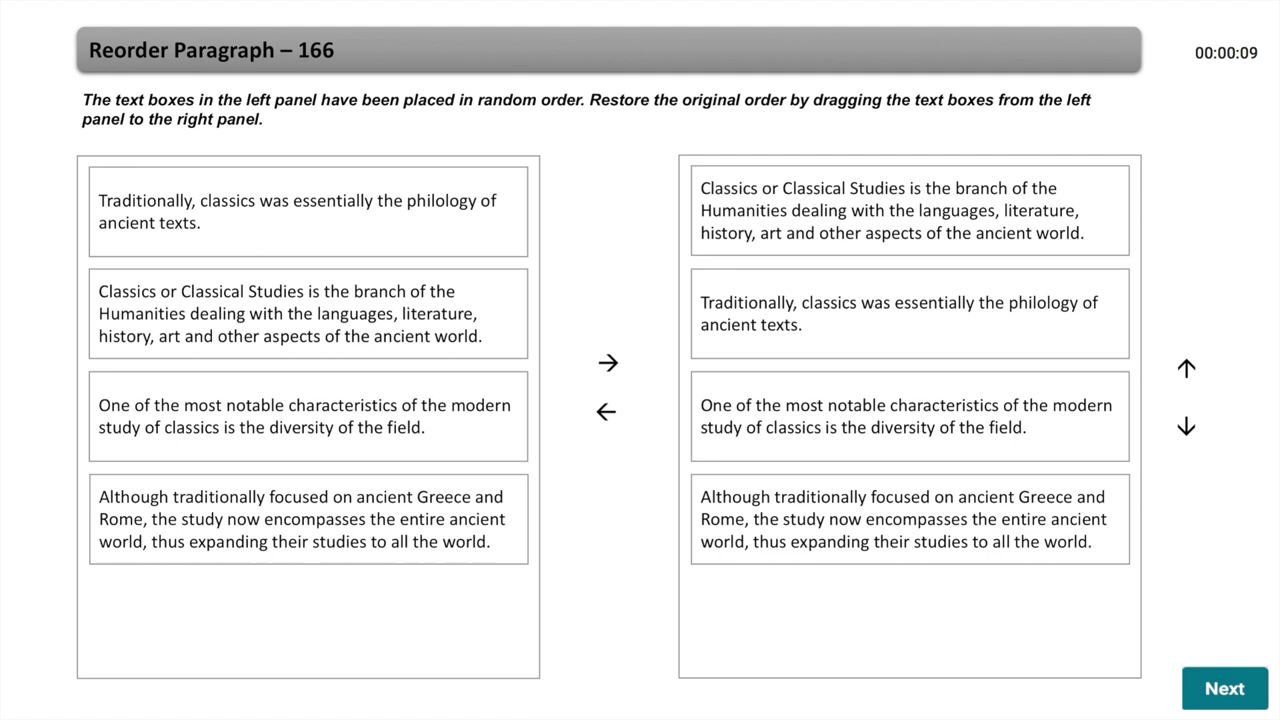 Reorder Paragraph – 166
00:00:09
The text boxes in the left panel have been placed in random order. Restore the original order by dragging the text boxes from the left
panel to the right panel.
Traditionally, classics was essentially the philology of
ancient texts.
Classics or Classical Studies is the branch of the
Humanities dealing with the languages, literature,
history, art and other aspects of the ancient world.
One of the most notable characteristics of the modern
study of classics is the diversity of the field.
Although traditionally focused on ancient Greece and
Rome, the study now encompasses the entire ancient
world, thus expanding their studies to all the world.
Classics or Classical Studies is the branch of the
Humanities dealing with the languages, literature,
history, art and other aspects of the ancient world.
Traditionally, classics was essentially the philology of
ancient texts.
One of the most notable characteristics of the modern
study of classics is the diversity of the field.
Although traditionally focused on ancient Greece and
Rome, the study now encompasses the entire ancient
world, thus expanding their studies to all the world.
Next